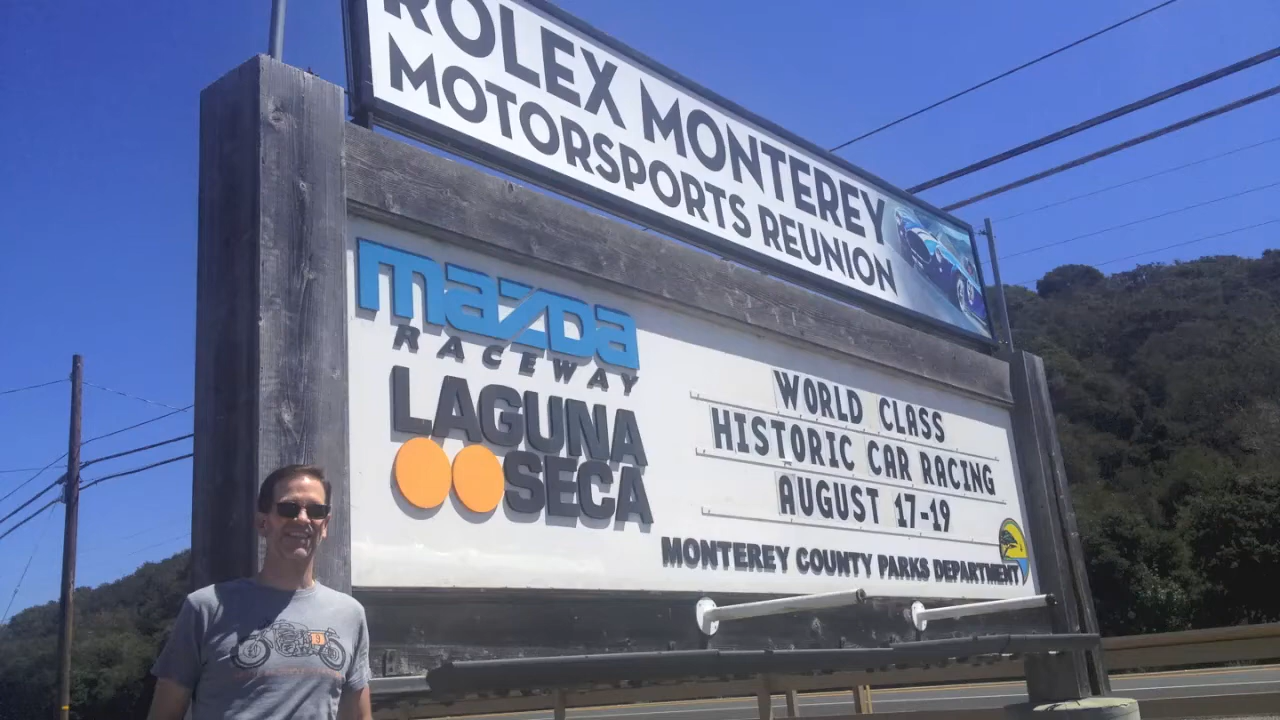 ROLEX MONTEREY
MOTORSPORTS REUNION
mazda
RACEWAY
LAGUNA
SECA
WORLD CLASS
HISTORIC CAR RACING
AUGUST 17-19
MONTEREY COUNTY PARKS DEPARTMENT
19